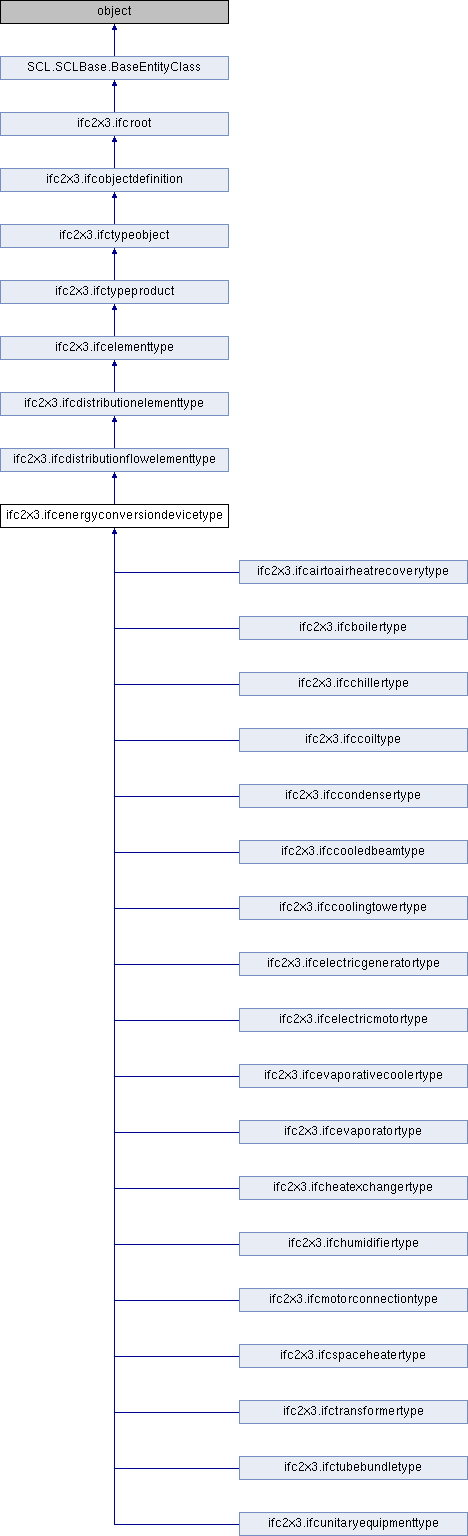 object
SCL.SCLBase.BaseEntityClass
ifc2x3.ifcroot
ifc2x3.ifcobjectdefinition
ifc2x3.ifctypeobject
ifc2x3.ifctypeproduct
ifc2x3.ifcelementtype
ifc2x3.ifcdistributionelementtype
ifc2x3.ifcdistributionflowelementtype
ifc2x3.ifcenergyconversiondevicetype
ifc2x3.ifcairtoairheatrecoverytype
ifc2x3.ifcboilertype
ifc2x3.ifcchillertype
ifc2x3.ifccoiltype
ifc2x3.ifccondensertype
ifc2x3.ifccooledbeamtype
ifc2x3.ifccoolingtowertype
ifc2x3.ifcelectricgeneratortype
ifc2x3.ifcelectricmotortype
ifc2x3.ifcevaporativecoolertype
ifc2x3.ifcevaporatortype
ifc2x3.ifcheatexchangertype
ifc2x3.ifchumidifiertype
ifc2x3.ifcmotorconnectiontype
ifc2x3.ifcspaceheatertype
ifc2x3.ifctransformertype
ifc2x3.ifctubebundletype
ifc2x3.ifcunitaryequipmenttype